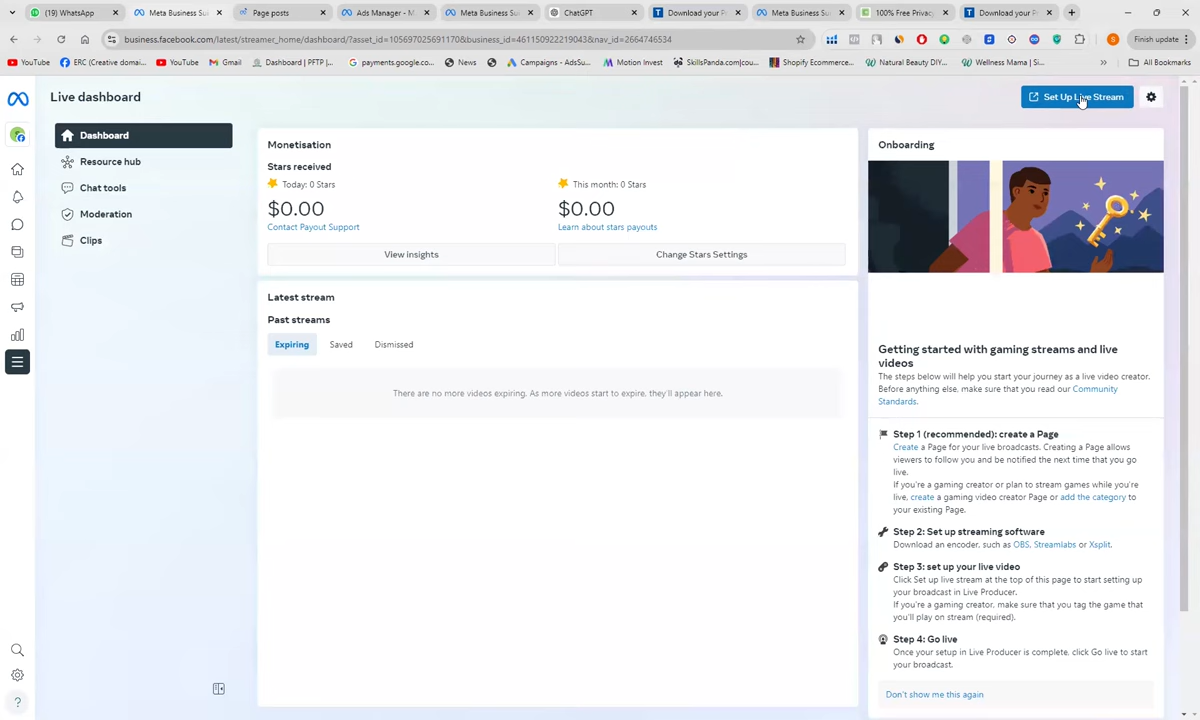 (19) WhatsApp
Meta Business Su
Page posts
Ads Manager - M
Meta Business Su
ChatGPT
Download your P
Meta Business Su
100% Free Privac
Download your P
business.facebook.com/latest/streamer_home/dashboard/?asset_id=105697025691170&business_id=461150922219043&nav_id=2664746534
S
Finish update
YouTube
ERC (Creative domai...
YouTube
Gmail
Dashboard | PFTP |...
payments.google.co...
News
Campaigns - AdsSu...
Motion Invest
SkillsPanda.com|cou...
Shopify Ecommerce...
Natural Beauty DIY...
Wellness Mama | Si...
All Bookmarks
Live dashboard
Set Up Live Stream
Dashboard
Resource hub
Chat tools
Moderation
Clips
Monetisation
Stars received
Today: 0 Stars
This month: 0 Stars
$0.00
$0.00
Contact Payout Support
Learn about stars payouts
View insights
Change Stars Settings
Latest stream
Past streams
Expiring
Saved
Dismissed
There are no more videos expiring. As more videos start to expire, they'll appear here.
Onboarding
Getting started with gaming streams and live
videos
The steps below will help you start your journey as a live video creator.
Before anything else, make sure that you read our Community
Standards.
Step 1 (recommended): create a Page
Create a Page for your live broadcasts. Creating a Page allows
viewers to follow you and be notified the next time that you go
live.
If you're a gaming creator or plan to stream games while you're
live, create a gaming video creator Page or add the category to
your existing Page.
Step 2: Set up streaming software
Download an encoder, such as OBS, Streamlabs or Xsplit.
Step 3: set up your live video
Click Set up live stream at the top of this page to start setting up
your broadcast in Live Producer.
If you're a gaming creator, make sure that you tag the game that
you'll play on stream (required).
Step 4: Go live
Once your setup in Live Producer is complete, click Go live to start
your broadcast.
Don't show me this again